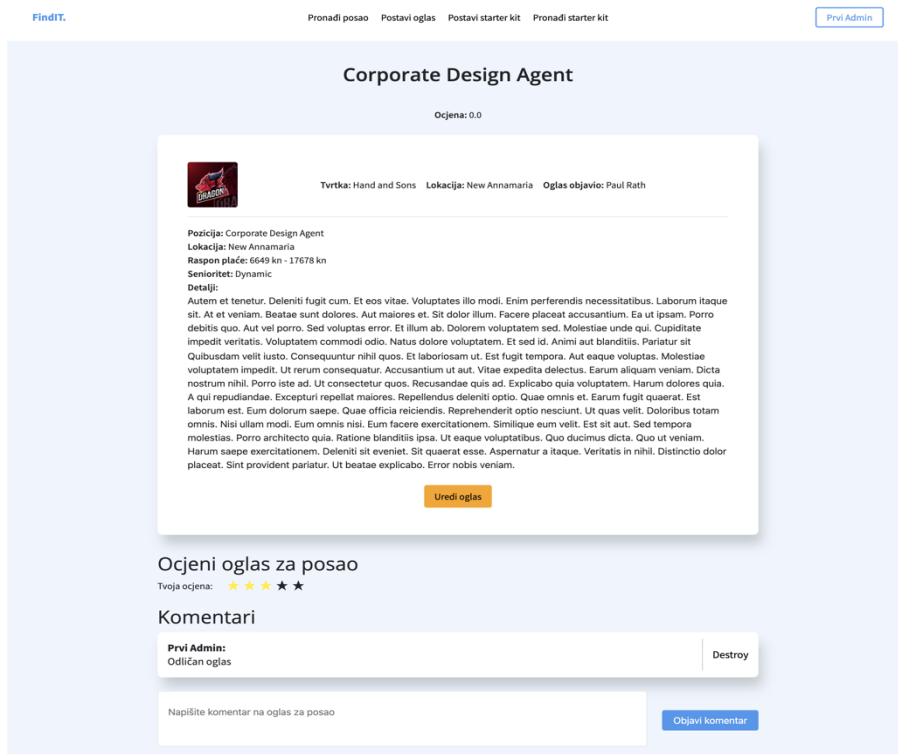 FindIT.
Pronađi posao Postavi oglas Postavi starter kit Pronađi starter kit
Prvi Admin
Corporate Design Agent
Ocjena: 0.0
DRAGON
Tvrtka: Hand and Sons Lokacija: New Annamaria Oglas objavio: Paul Rath
Pozicija: Corporate Design Agent
Lokacija: New Annamaria
Raspon plaće: 6649 kn - 17678 kn
Senioritet: Dynamic
Detalji:
Autem et tenetur. Deleniti fugit cum. Et eos vitae. Voluptates illo modi. Enim perferendis necessitatibus. Laborum itaque
sit. At et veniam. Beatae sunt dolores. Aut maiores et. Sit dolor illum. Facere placeat accusantium. Ea ut ipsam. Porro
debitis quo. Aut vel porro. Sed voluptas error. Et illum ab. Dolorem voluptatem sed. Molestiae unde qui. Cupiditate
impedit veritatis. Voluptatem commodi odio. Natus dolore voluptatem. Et sed id. Animi aut blanditiis. Pariatur sit
Quibusdam velit iusto. Consequuntur nihil quos. Et laboriosam ut. Est fugit tempora. Aut eaque voluptas. Molestiae
voluptatem impedit. Ut rerum consequatur. Accusantium ut aut. Vitae expedita delectus. Earum aliquam veniam. Dicta
nostrum nihil. Porro iste ad. Ut consectetur quos. Recusandae quis ad. Explicabo quia voluptatem. Harum dolores quia.
A qui repudiandae. Excepturi repellat maiores. Repellendus deleniti optio. Quae omnis et. Earum fugit quaerat. Est
laborum est. Eum dolorum saepe. Quae officia reiciendis. Reprehenderit optio nesciunt. Ut quas velit. Doloribus totam
omnis. Nisi ullam modi. Eum omnis nisi. Eum facere exercitationem. Similique eum velit. Est sit aut. Sed tempora
molestias. Porro architecto quia. Ratione blanditiis ipsa. Ut eaque voluptatibus. Quo ducimus dicta. Quo ut veniam.
Harum saepe exercitationem. Deleniti sit eveniet. Sit quaerat esse. Aspernatur a itaque. Veritatis in nihil. Distinctio dolor
placeat. Sint provident pariatur. Ut beatae explicabo. Error nobis veniam.
Uredi oglas
Ocjeni oglas za posao
Tvoja ocjena:
Komentari
Prvi Admin:
Odličan oglas
Destroy
Napišite komentar na oglas za posao
Objavi komentar